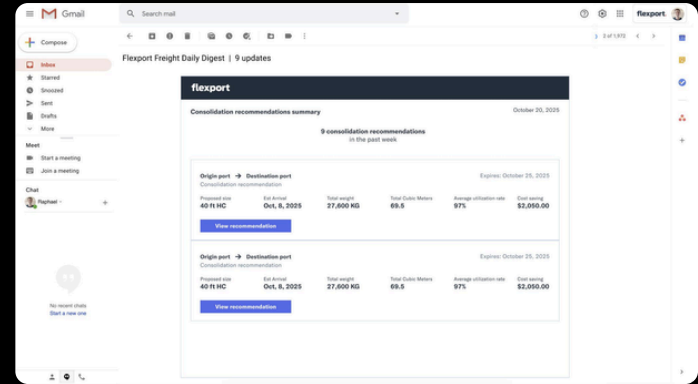 Gmail
Search mail
flexport.
Compose
2 of 1,972
Inbox
Starred
Snoozed
Sent
Drafts
More
Meet
Start a meeting
Join a meeting
Chat
Raphael
No recent chats
Start a new one
Flexport Freight Daily Digest | 9 updates
flexport
Consolidation recommendations summary
October 20, 2025
9 consolidation recommendations
in the past week
Origin port → Destination port
Expires: October 25, 2025
Consolidation recommendation
Proposed size Est Arrival Total weight Total Cubic Meters Average utilisation rate Cost saving
40 ft HC Oct, 8, 2025 27,600 KG 69.5 97% $2,050.00
View recommendation
Origin port → Destination port
Expires: October 25, 2025
Consolidation recommendation
Proposed size Est Arrival Total weight Total Cubic Meters Average utilisation rate Cost saving
40 ft HC Oct, 8, 2025 27,600 KG 69.5 97% $2,050.00
View recommendation